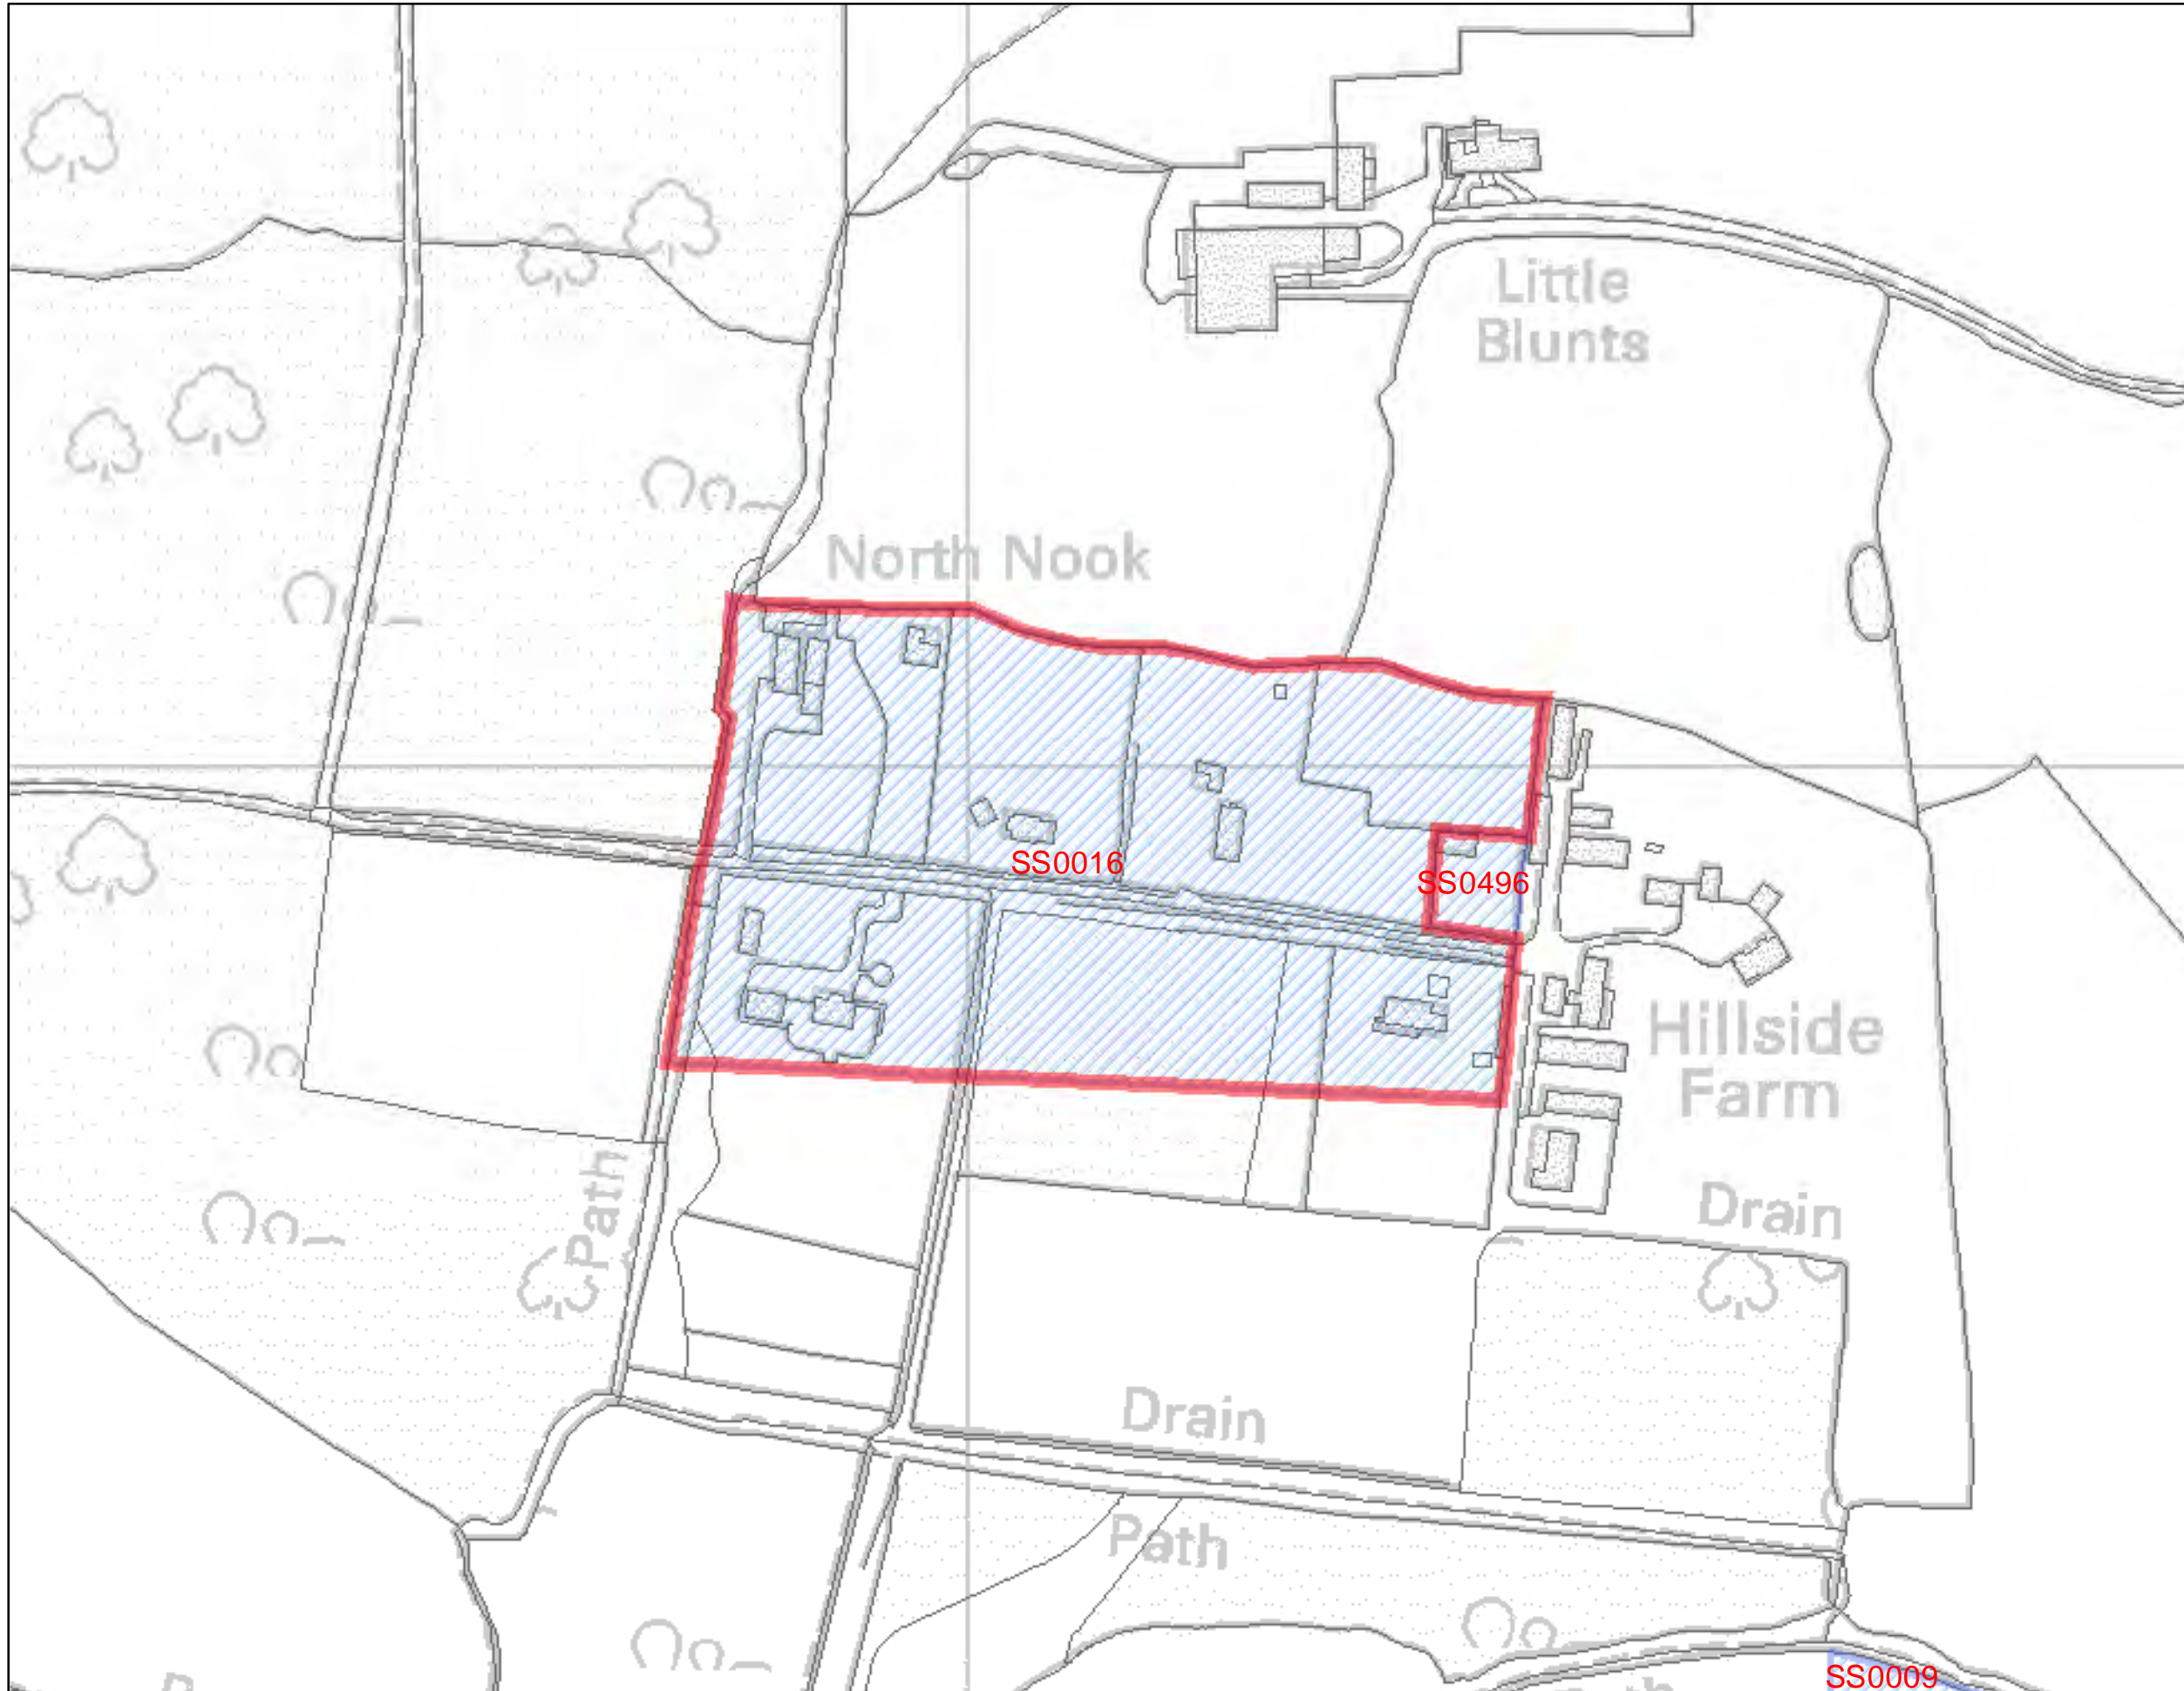 Little
Blunts
North Nook
SS0016
SS0496
Hillside
Farm
Path
Drain
Drain
Path
SS0009